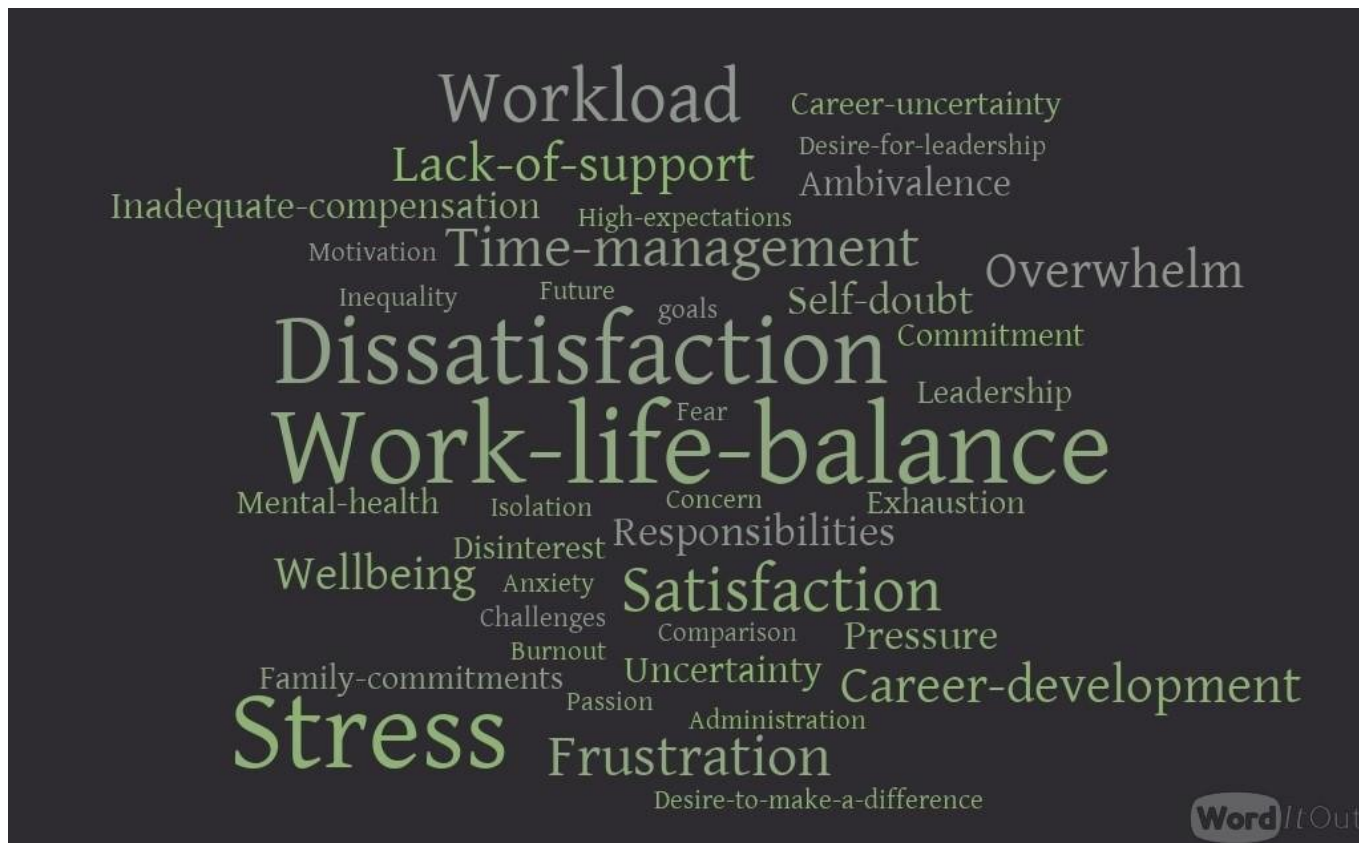 Workload
Career-uncertainty
Desire-for-leadership
Lack-of-support
Ambivalence
Inadequate-compensation
High-expectations
Motivation
Time-management
Overwhelm
Inequality
Future
goals
Self-doubt
Commitment
Dissatisfaction
Leadership
Fear
Work-life-balance
Mental-health
Isolation
Concern
Exhaustion
Responsibilities
Disinterest
Wellbeing
Anxiety
Satisfaction
Challenges
Comparison
Pressure
Burnout
Uncertainty
Family-commitments
Career-development
Passion
Stress
Administration
Frustration
Desire-to-make-a-difference
WordItOut